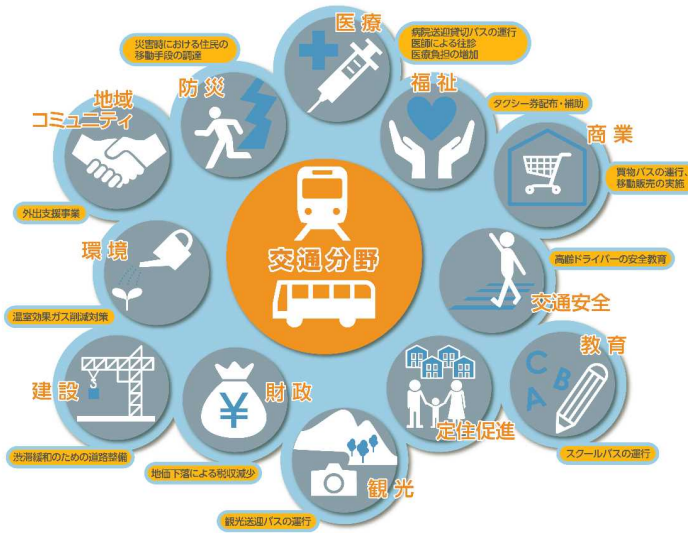 医療
病院送迎貸切バスの運行
医師による往診
医療負担の増加
災害時における住民の
移動手段の調達
防災
福祉
タクシー券配布・補助
地域
コミュニティ
商業
買物バスの運行、
移動販売の実施
外出支援事業
環境
交通分野
高齢ドライバーの安全教育
交通安全
温室効果ガス削減対策
建設
財政
定住促進
教育
CBA
渋滞緩和のための道路整備
地価下落による税収減少
¥
観光
スクールバスの運行
観光送迎バスの運行